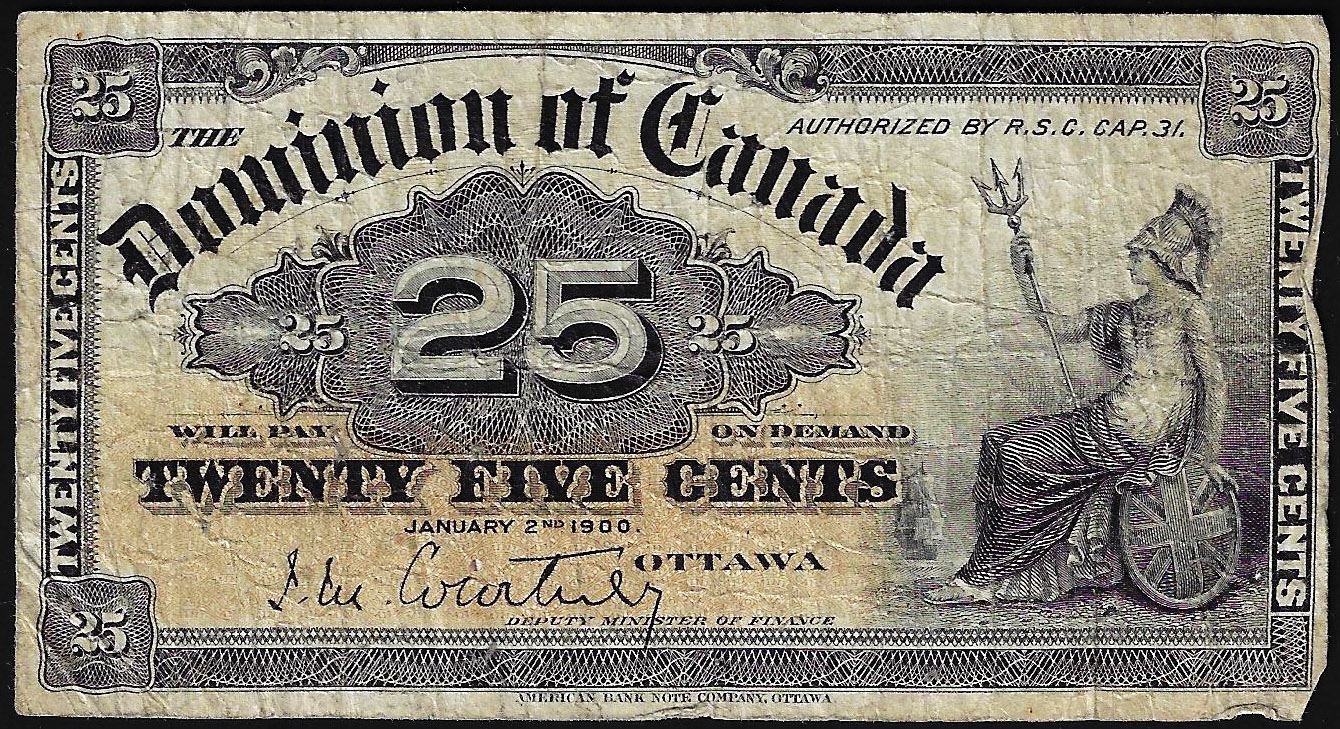 25
25
THE
Dominion of Canada
AUTHORIZED BY R.S.C. CAP. 31.
TWENTY FIVE CENTS
TWENTY FIVE CENTS
25
25
25
WILL PAY
ON DEMAND
TWENTY FIVE CENTS
JANUARY 2ND 1900.
OTTAWA
Courtney
DEPUTY MINISTER OF FINANCE
25
AMERICAN BANK NOTE COMPANY, OTTAWA